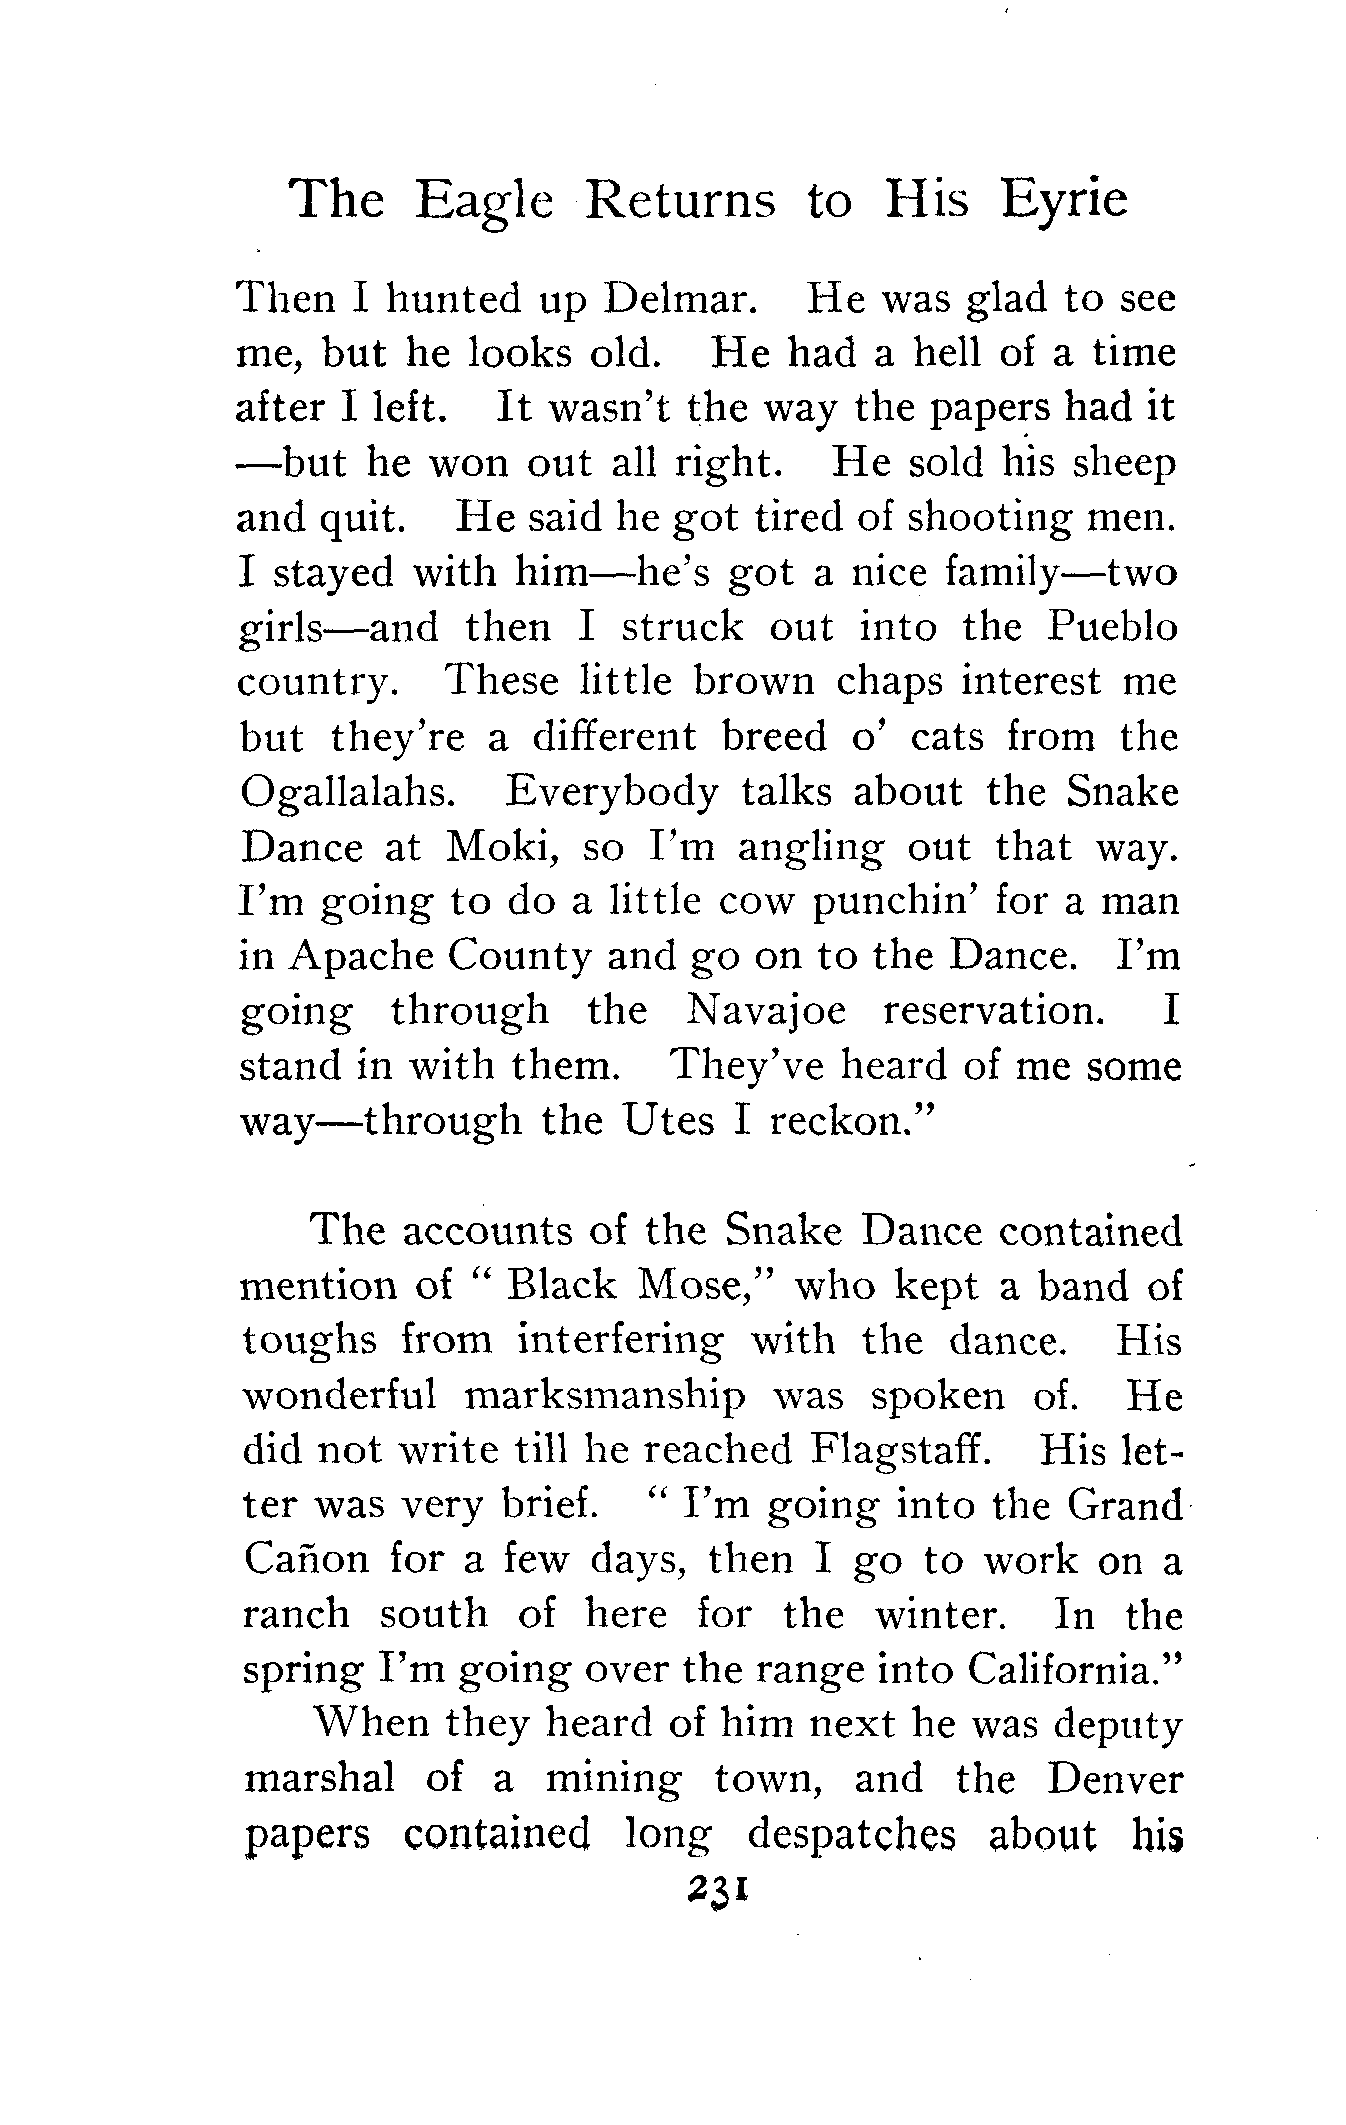 The Eagle Returns to His Eyrie
Then I hunted up Delmar. He was glad to see
me, but he looks old. He had a hell of a time
after I left. It wasn't the way the papers had it
—but he won out all right. He sold his sheep
and quit. He said he got tired of shooting men.
I stayed with him—he's got a nice family—two
girls—and then I struck out into the Pueblo
country. These little brown chaps interest me
but they're a different breed o' cats from the
Ogallalahs. Everybody talks about the Snake
Dance at Moki, so I'm angling out that way.
I'm going to do a little cow punchin' for a man
in Apache County and go on to the Dance. I'm
going through the Navajoe reservation. I
stand in with them. They've heard of me some
way—through the Utes I reckon."
The accounts of the Snake Dance contained
mention of " Black Mose," who kept a band of
toughs from interfering with the dance. His
wonderful marksmanship was spoken of. He
did not write till he reached Flagstaff. His let-
ter was very brief. " I'm going into the Grand
Cañon for a few days, then I go to work on a
ranch south of here for the winter. In the
spring I'm going over the range into California."
When they heard of him next he was deputy
marshal of a mining town, and the Denver
papers contained long despatches about his
231